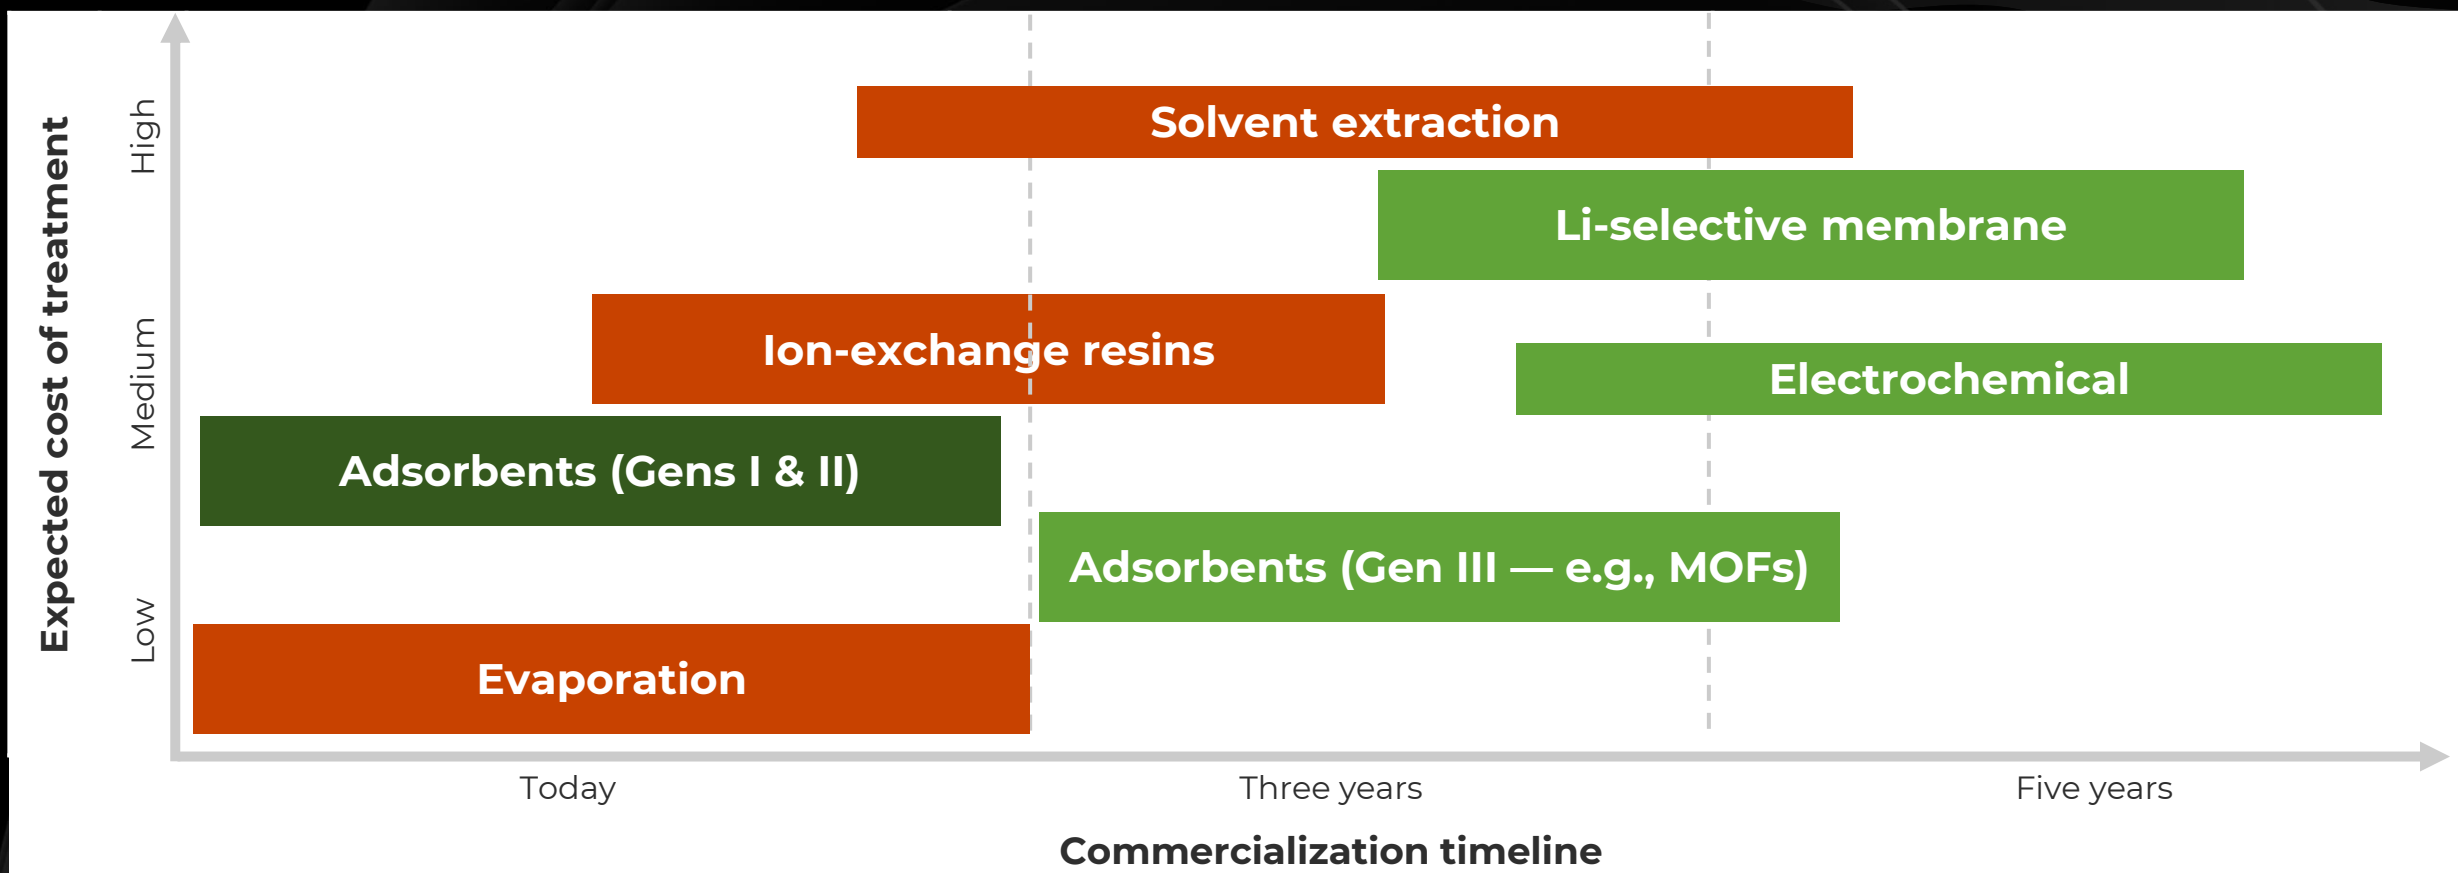 Expected cost of treatment
High
Medium
Low
Solvent extraction
Li-selective membrane
Ion-exchange resins
Electrochemical
Adsorbents (Gens I & II)
Adsorbents (Gen III — e.g., MOFs)
Evaporation
Today
Three years
Five years
Commercialization timeline